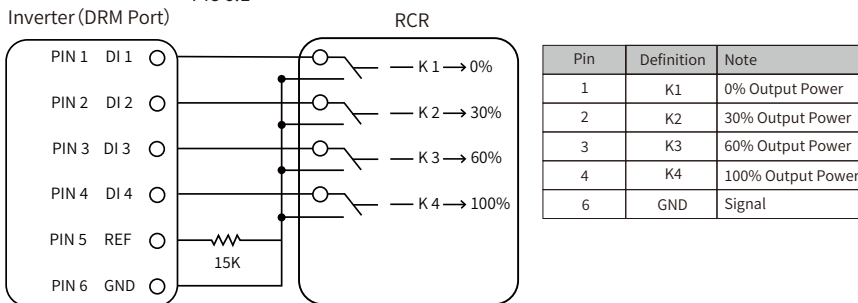 Inverter (DRM Port)
RCR
PIN 1 DI 1
K 1 → 0%
PIN 2 DI 2
K 2 → 30%
PIN 3 DI 3
K 3 → 60%
PIN 4 DI 4
K 4 → 100%
PIN 5 REF
15K
PIN 6 GND
Pin Definition Note
1 K1 0% Output Power
2 K2 30% Output Power
3 K3 60% Output Power
4 K4 100% Output Power
6 GND Signal